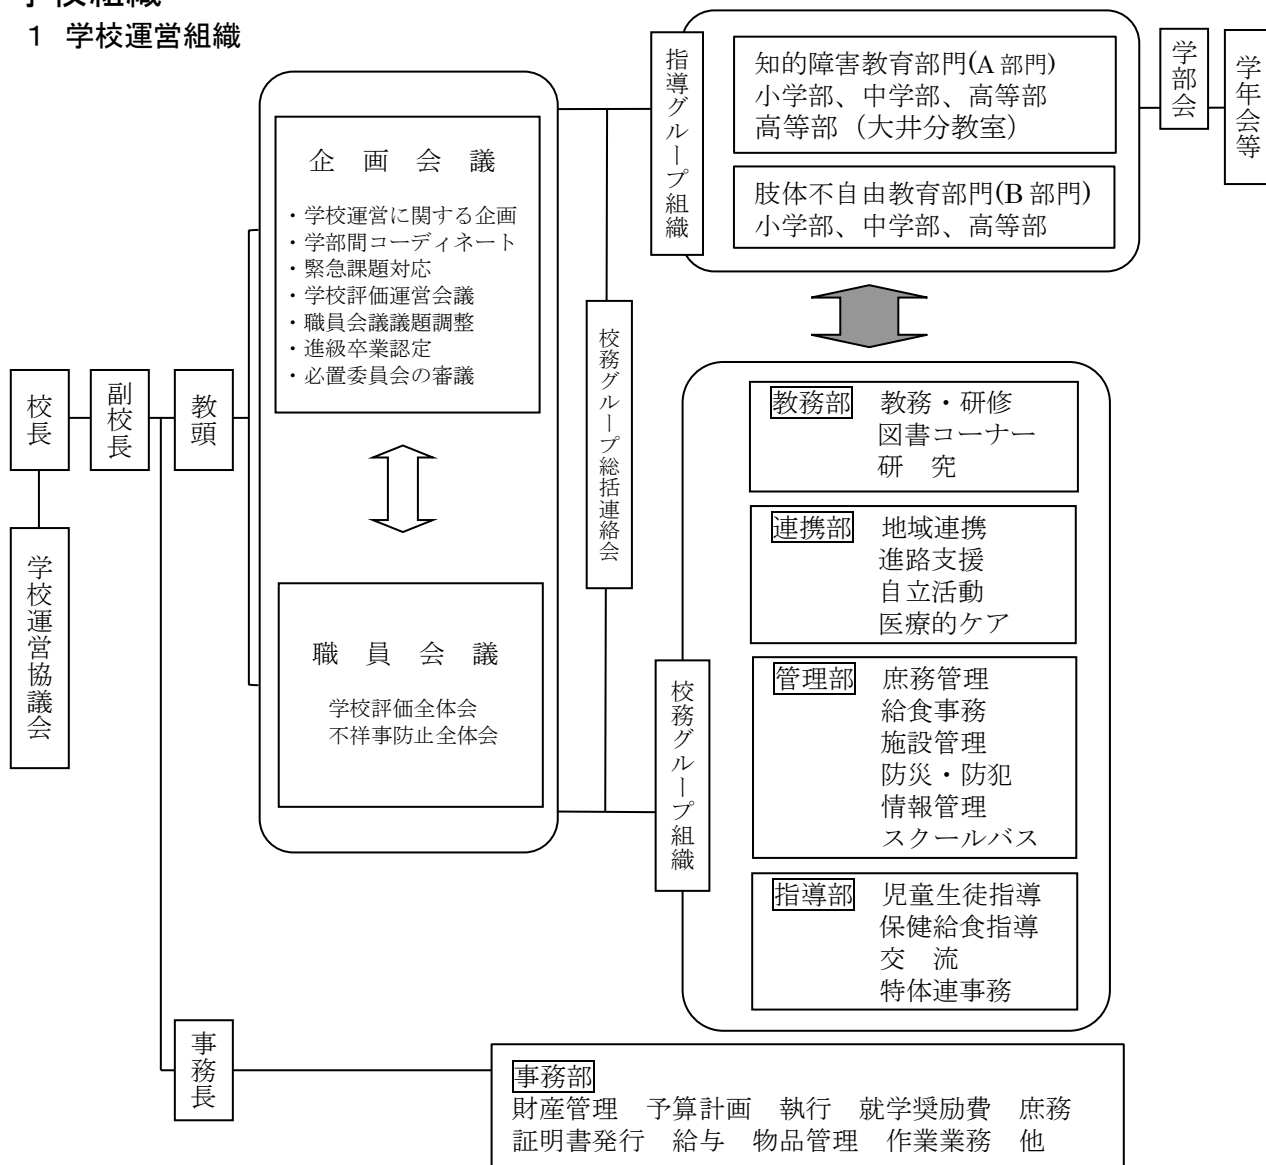 学校組織
1 学校運営組織
校長
副校長
教頭
学校運営協議会
事務長
企 画 会 議
・学校運営に関する企画
・学部間コーディネート
・緊急課題対応
・学校評価運営会議
・職員会議議題調整
・進級卒業認定
・必置委員会の審議
職 員 会 議
学校評価全体会
不祥事防止全体会
校務グループ総括連絡会
指導グループ組織
知的障害教育部門(A 部門)
小学部、中学部、高等部
高等部（大井分教室）
肢体不自由教育部門(B 部門)
小学部、中学部、高等部
学部会
学年会等
校務グループ組織
教務部 教務・研修
図書コーナー
研 究
連携部 地域連携
進路支援
自立活動
医療的ケア
管理部 庶務管理
給食事務
施設管理
防災・防犯
情報管理
スクールバス
指導部 児童生徒指導
保健給食指導
交 流
特体連事務
事務部
財産管理 予算計画 執行 就学奨励費 庶務
証明書発行 給与 物品管理 作業業務 他